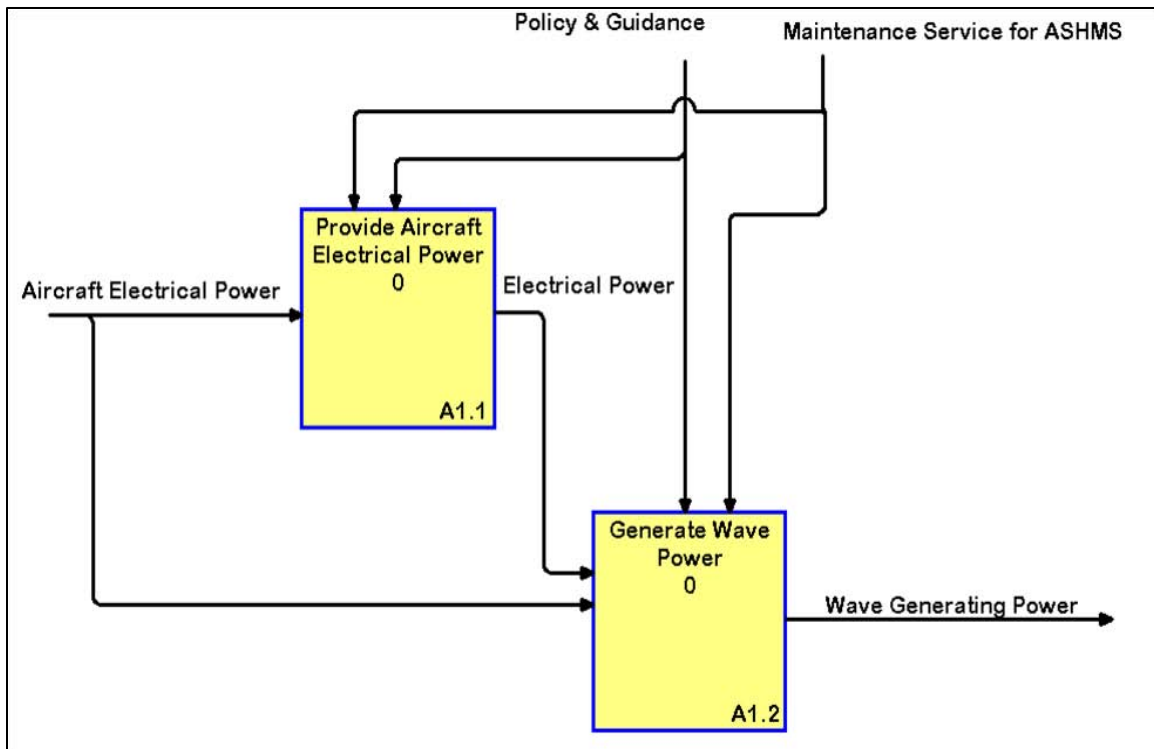 Policy & Guidance
Maintenance Service for ASHMS
Provide Aircraft
Electrical Power
0
A1.1
Aircraft Electrical Power
Electrical Power
Generate Wave
Power
0
A1.2
Wave Generating Power